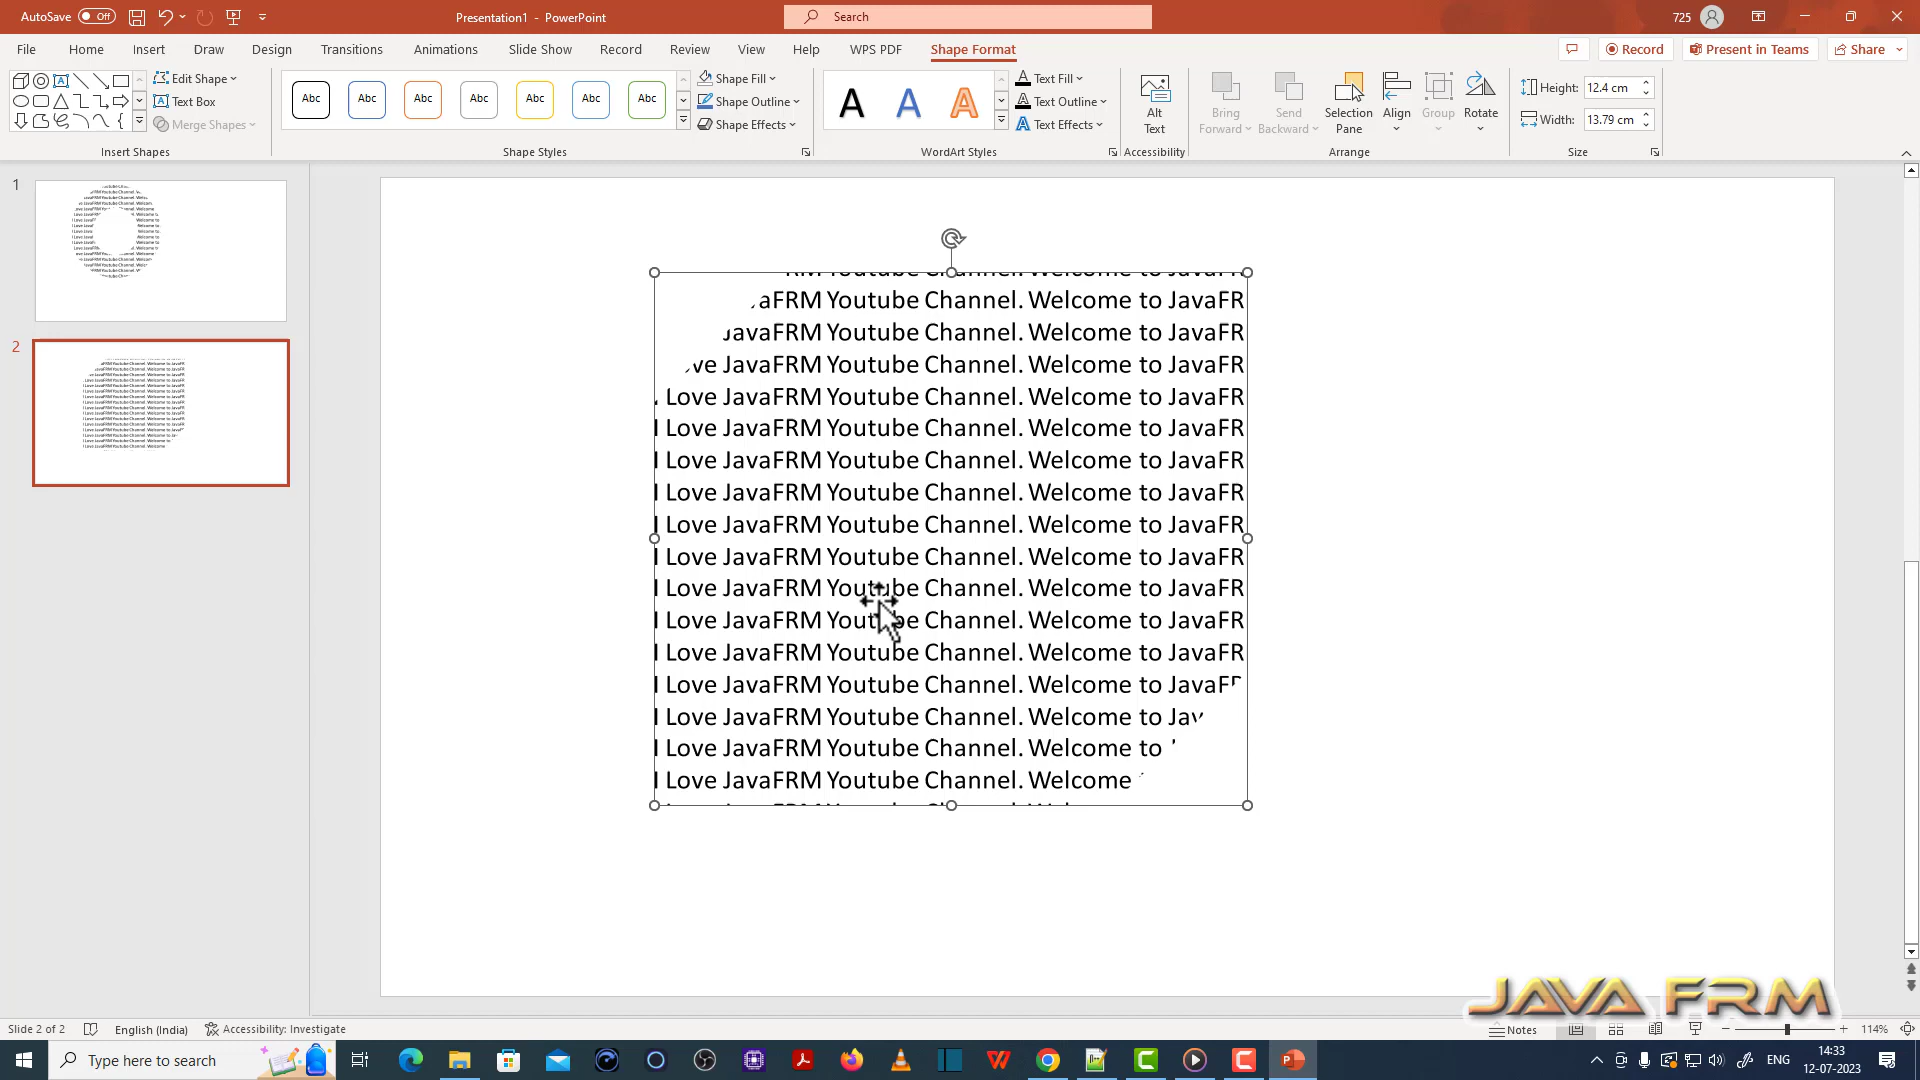 AutoSave Off
Presentation1 - PowerPoint
Search
725
File Home Insert Draw Design Transitions Animations Slide Show Record Review View Help WPS PDF Shape Format
Record Present in Teams Share
Edit Shape
Text Box
Merge Shapes
Insert Shapes
Abc Abc Abc Abc Abc Abc Abc
Shape Fill
Shape Outline
Shape Effects
Shape Styles
A A A
Text Fill
Text Outline
Text Effects
WordArt Styles
Alt Text
Accessibility
Bring Forward
Send Backward
Selection Pane
Align
Group
Rotate
Arrange
Height: 12.4 cm
Width: 13.79 cm
Size
1
2
RM Youtube Channel. Welcome to JavaFR
aFRM Youtube Channel. Welcome to JavaFR
JavaFRM Youtube Channel. Welcome to JavaFR
ve JavaFRM Youtube Channel. Welcome to JavaFR
Love JavaFRM Youtube Channel. Welcome to JavaFR
I Love JavaFRM Youtube Channel. Welcome to JavaFR
I Love JavaFRM Youtube Channel. Welcome to JavaFR
I Love JavaFRM Youtube Channel. Welcome to JavaFR
I Love JavaFRM Youtube Channel. Welcome to JavaFR
I Love JavaFRM Youtube Channel. Welcome to JavaFR
I Love JavaFRM Youtube Channel. Welcome to JavaFR
I Love JavaFRM Youtube Channel. Welcome to JavaFR
I Love JavaFRM Youtube Channel. Welcome to JavaFR
I Love JavaFRM Youtube Channel. Welcome to JavaF
I Love JavaFRM Youtube Channel. Welcome to Jav
I Love JavaFRM Youtube Channel. Welcome to
I Love JavaFRM Youtube Channel. Welcome
JAVA FRM
Slide 2 of 2
English (India)
Accessibility: Investigate
Notes
114%
Type here to search
ENG
14:33
12-07-2023